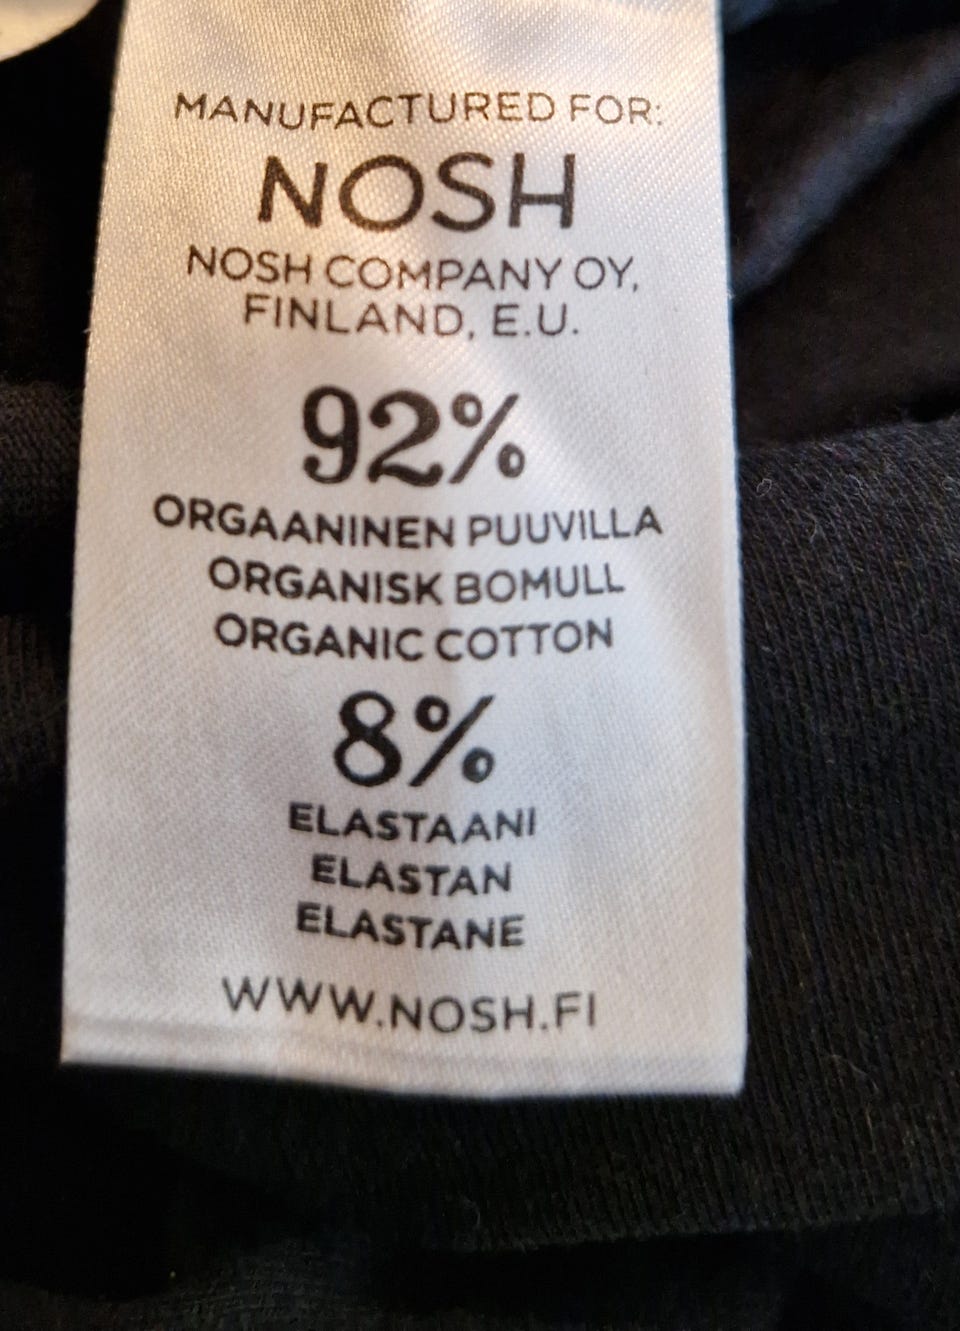 MANUFACTURED FOR:
NOSH
NOSH COMPANY OY,
FINLAND, E.U.
92%
ORGAANINEN PUUVILLA
ORGANISK BOMULL
ORGANIC COTTON
8%
ELASTAANI
ELASTAN
ELASTANE
WWW.NOSH.FI